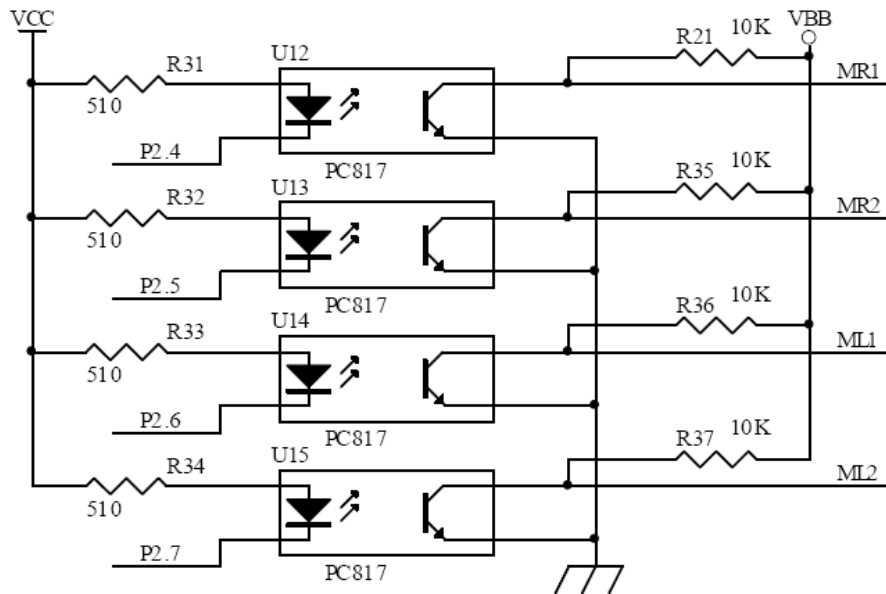 VCC
VBB
R21
10K
U12
R31
510
MR1
P2.4
PC817
R35
10K
U13
R32
510
MR2
P2.5
PC817
R36
10K
U14
R33
510
ML1
P2.6
PC817
R37
10K
U15
R34
510
ML2
P2.7
PC817